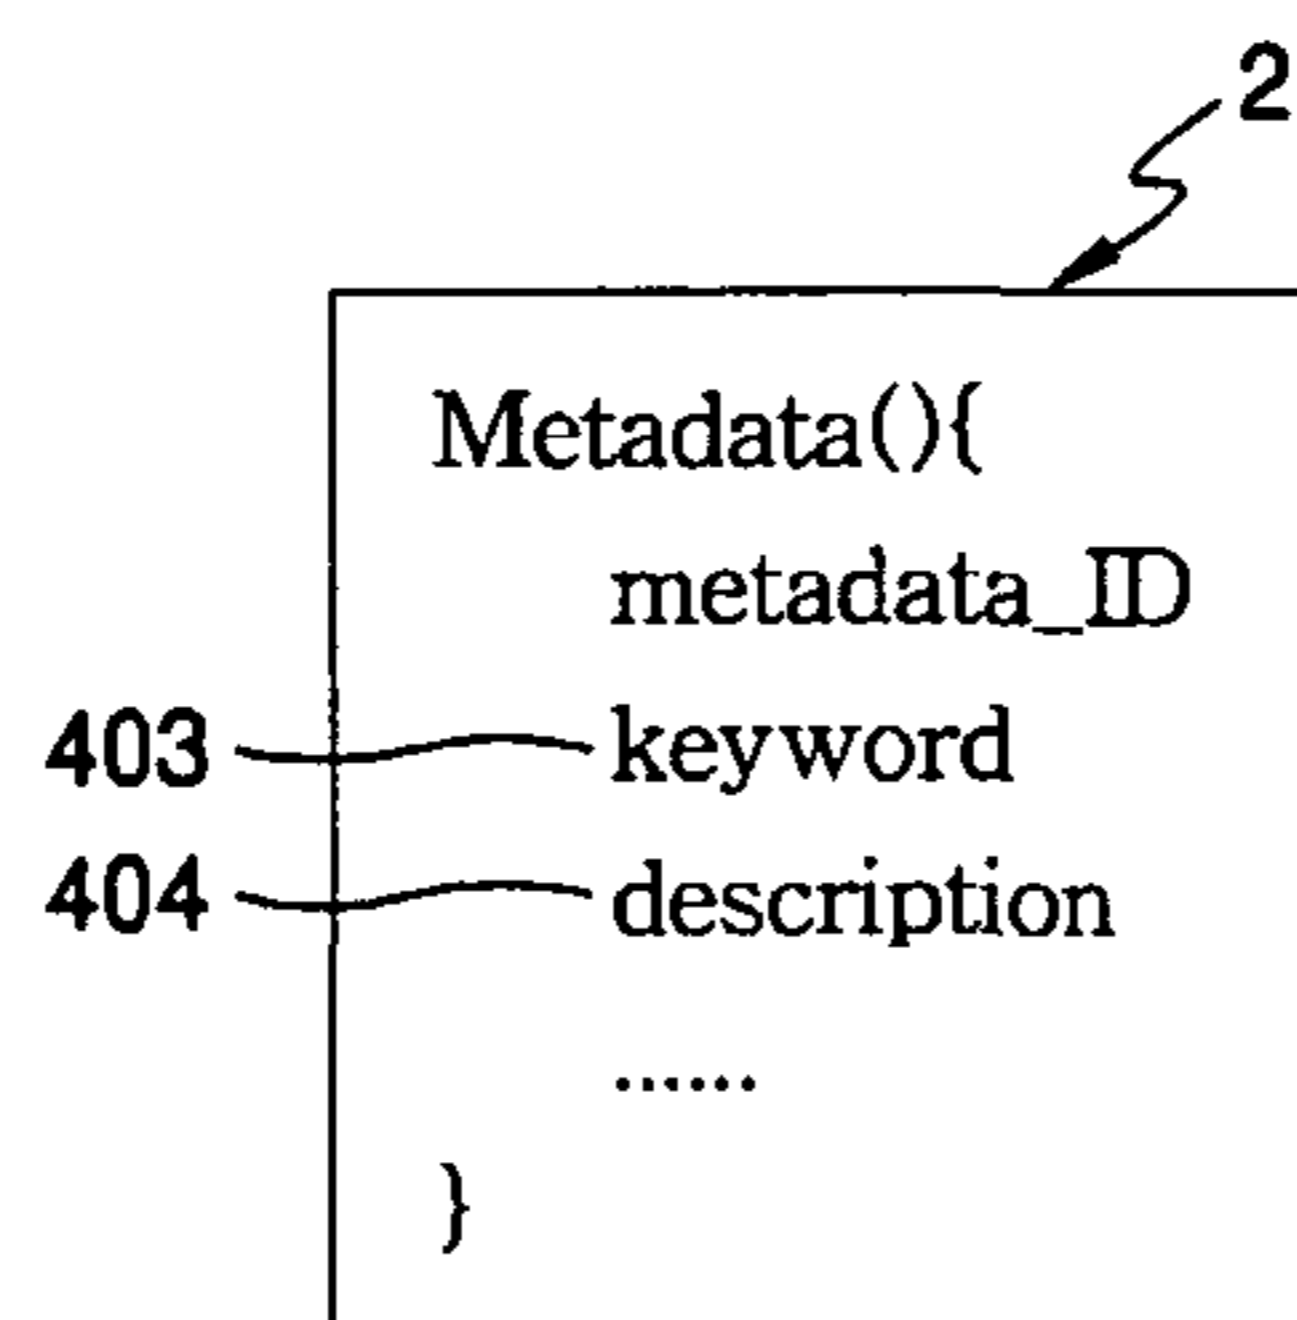 2
Metadata(){
metadata_ID
403 keyword
404 description
......
}